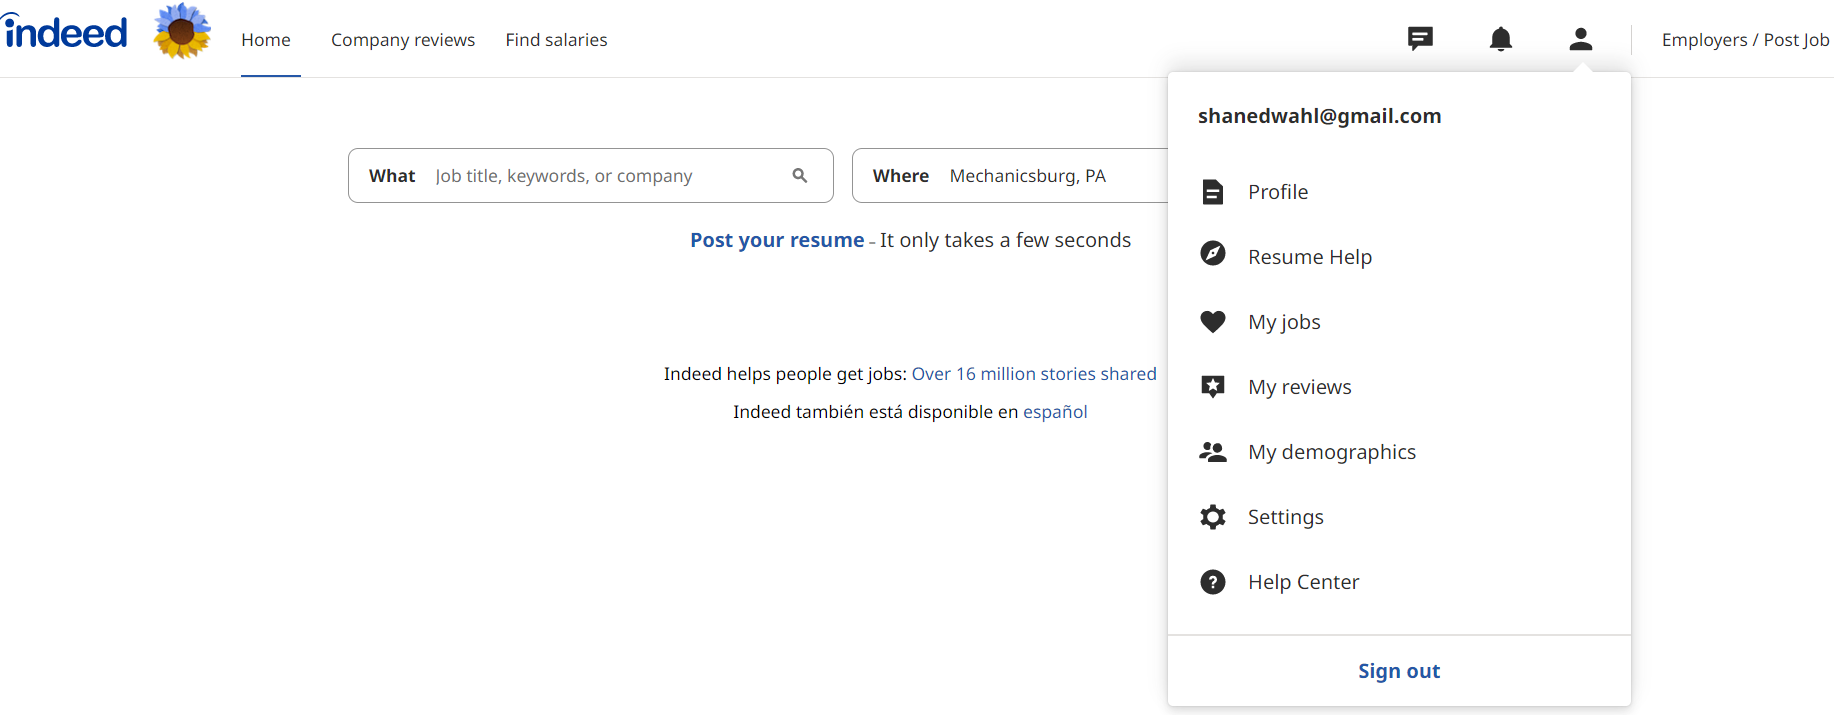 indeed
Home Company reviews Find salaries Employers / Post Job
shanedwahl@gmail.com
What Job title, keywords, or company Where Mechanicsburg, PA
Post your resume - It only takes a few seconds
Indeed helps people get jobs: Over 16 million stories shared
Indeed también está disponible en español
Profile
Resume Help
My jobs
My reviews
My demographics
Settings
Help Center
Sign out